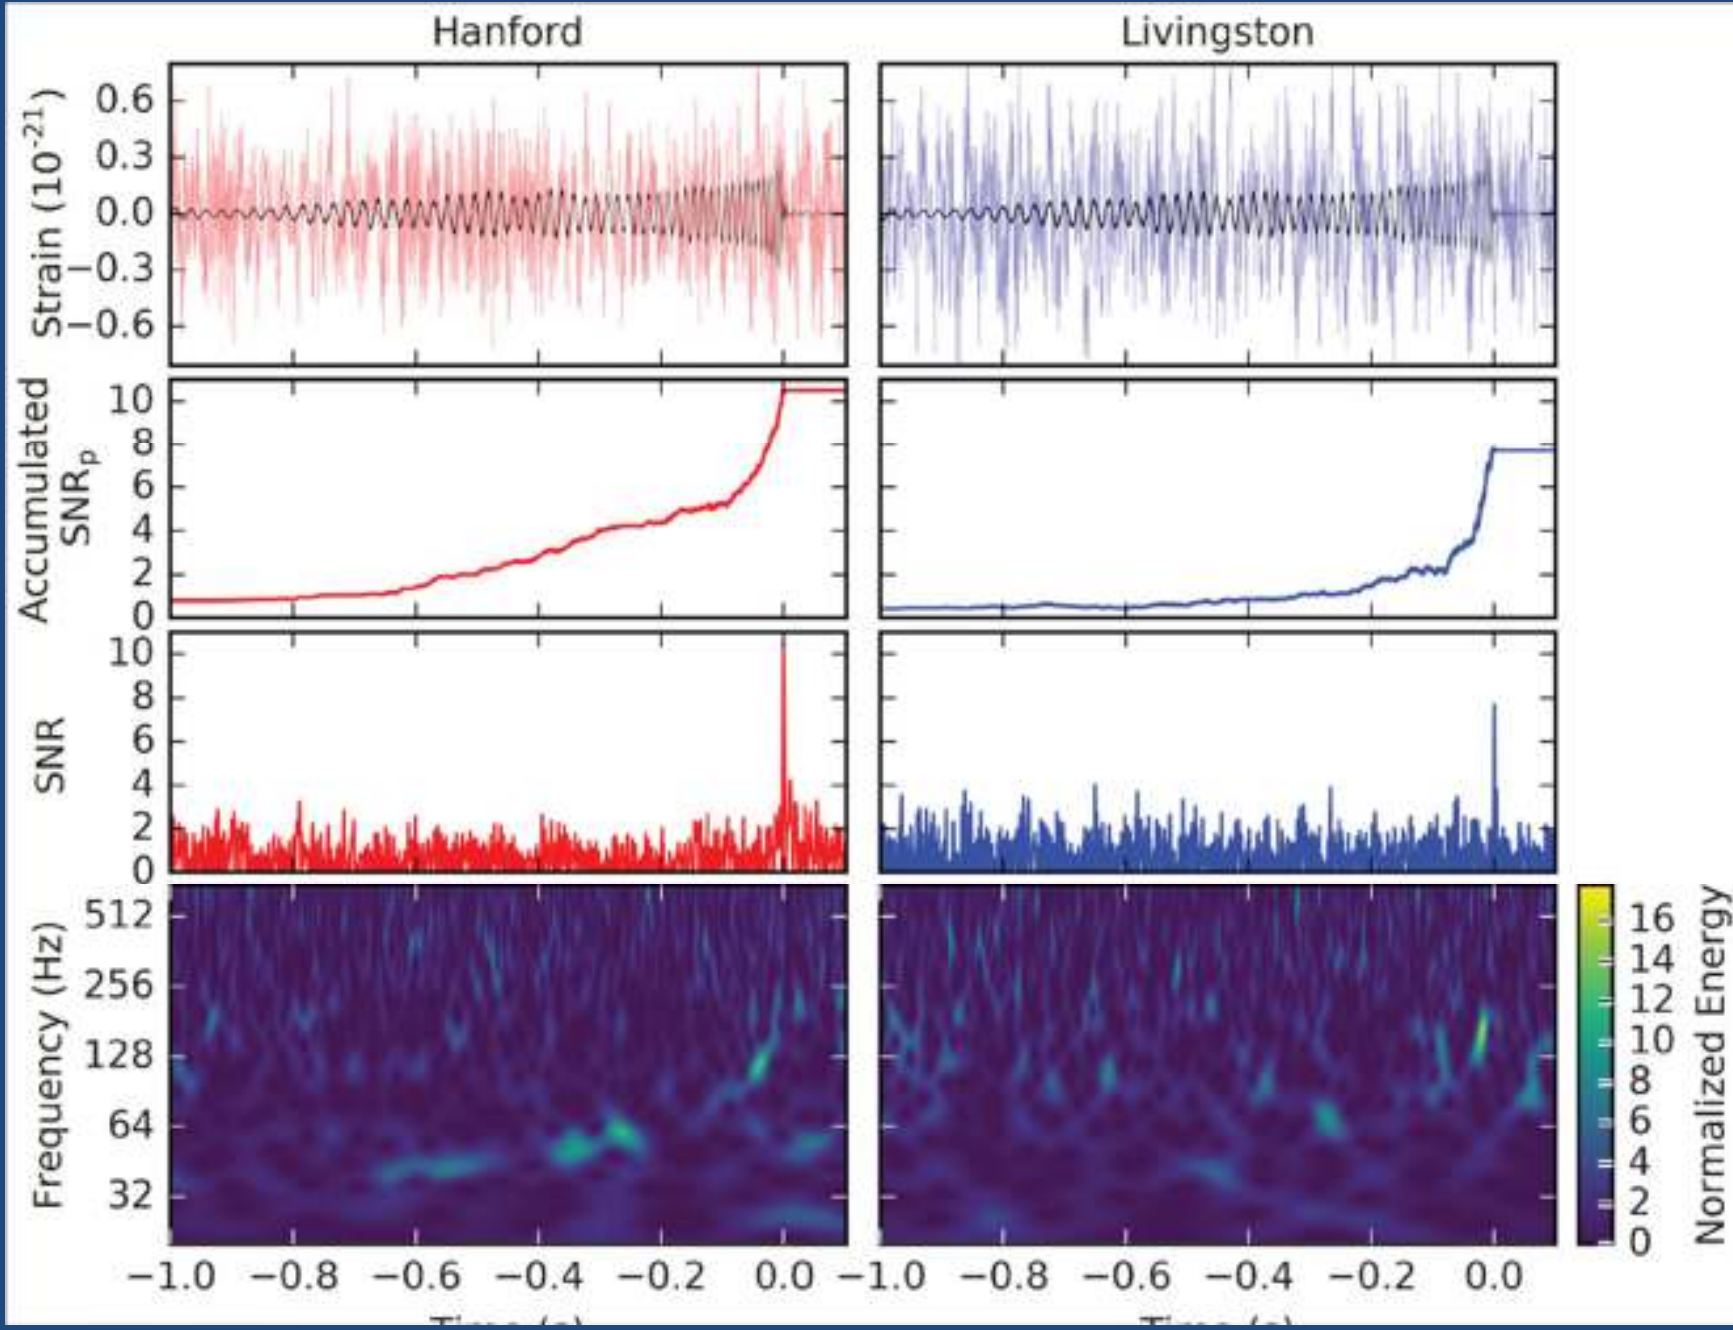 Hanford
Livingston
Strain (10⁻²¹)
0.6
0.3
0.0
−0.3
−0.6
Accumulated
SNRₚ
10
8
6
4
2
0
SNR
10
8
6
4
2
0
Frequency (Hz)
512
256
128
64
32
16
14
12
10
8
6
4
2
0
Normalized Energy
−1.0 −0.8 −0.6 −0.4 −0.2 0.0
−1.0 −0.8 −0.6 −0.4 −0.2 0.0
Time (s)
Time (s)